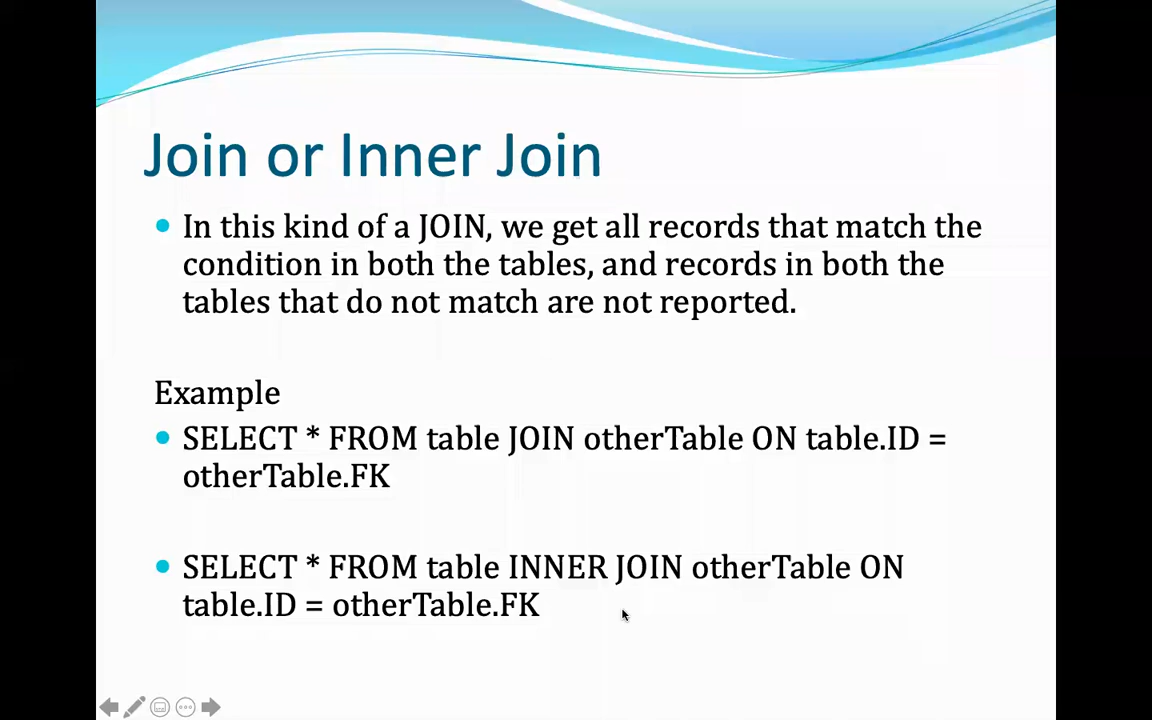 Join or Inner Join
• In this kind of a JOIN, we get all records that match the
condition in both the tables, and records in both the
tables that do not match are not reported.
Example
• SELECT * FROM table JOIN otherTable ON table.ID =
otherTable.FK
• SELECT * FROM table INNER JOIN otherTable ON
table.ID = otherTable.FK